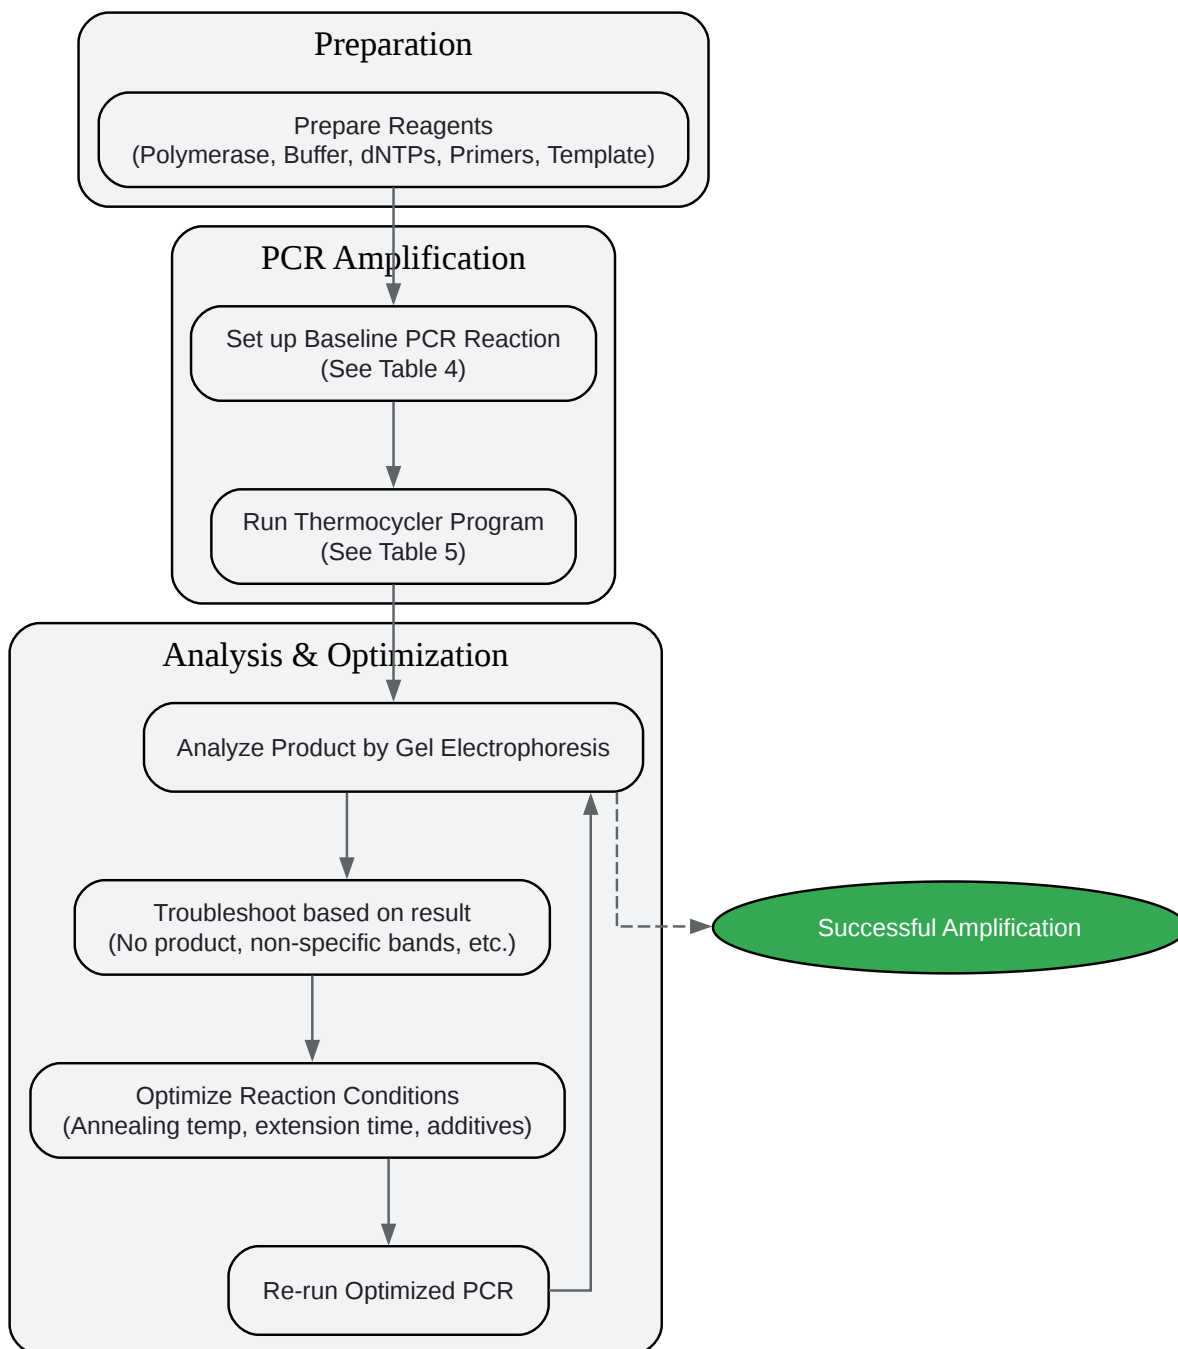 Preparation
Prepare Reagents
(Polymerase, Buffer, dNTPs, Primers, Template)
PCR Amplification
Set up Baseline PCR Reaction
(See Table 4)
Run Thermocycler Program
(See Table 5)
Analysis & Optimization
Analyze Product by Gel Electrophoresis
Troubleshoot based on result
(No product, non-specific bands, etc.)
Successful Amplification
Optimize Reaction Conditions
(Annealing temp, extension time, additives)
Re-run Optimized PCR